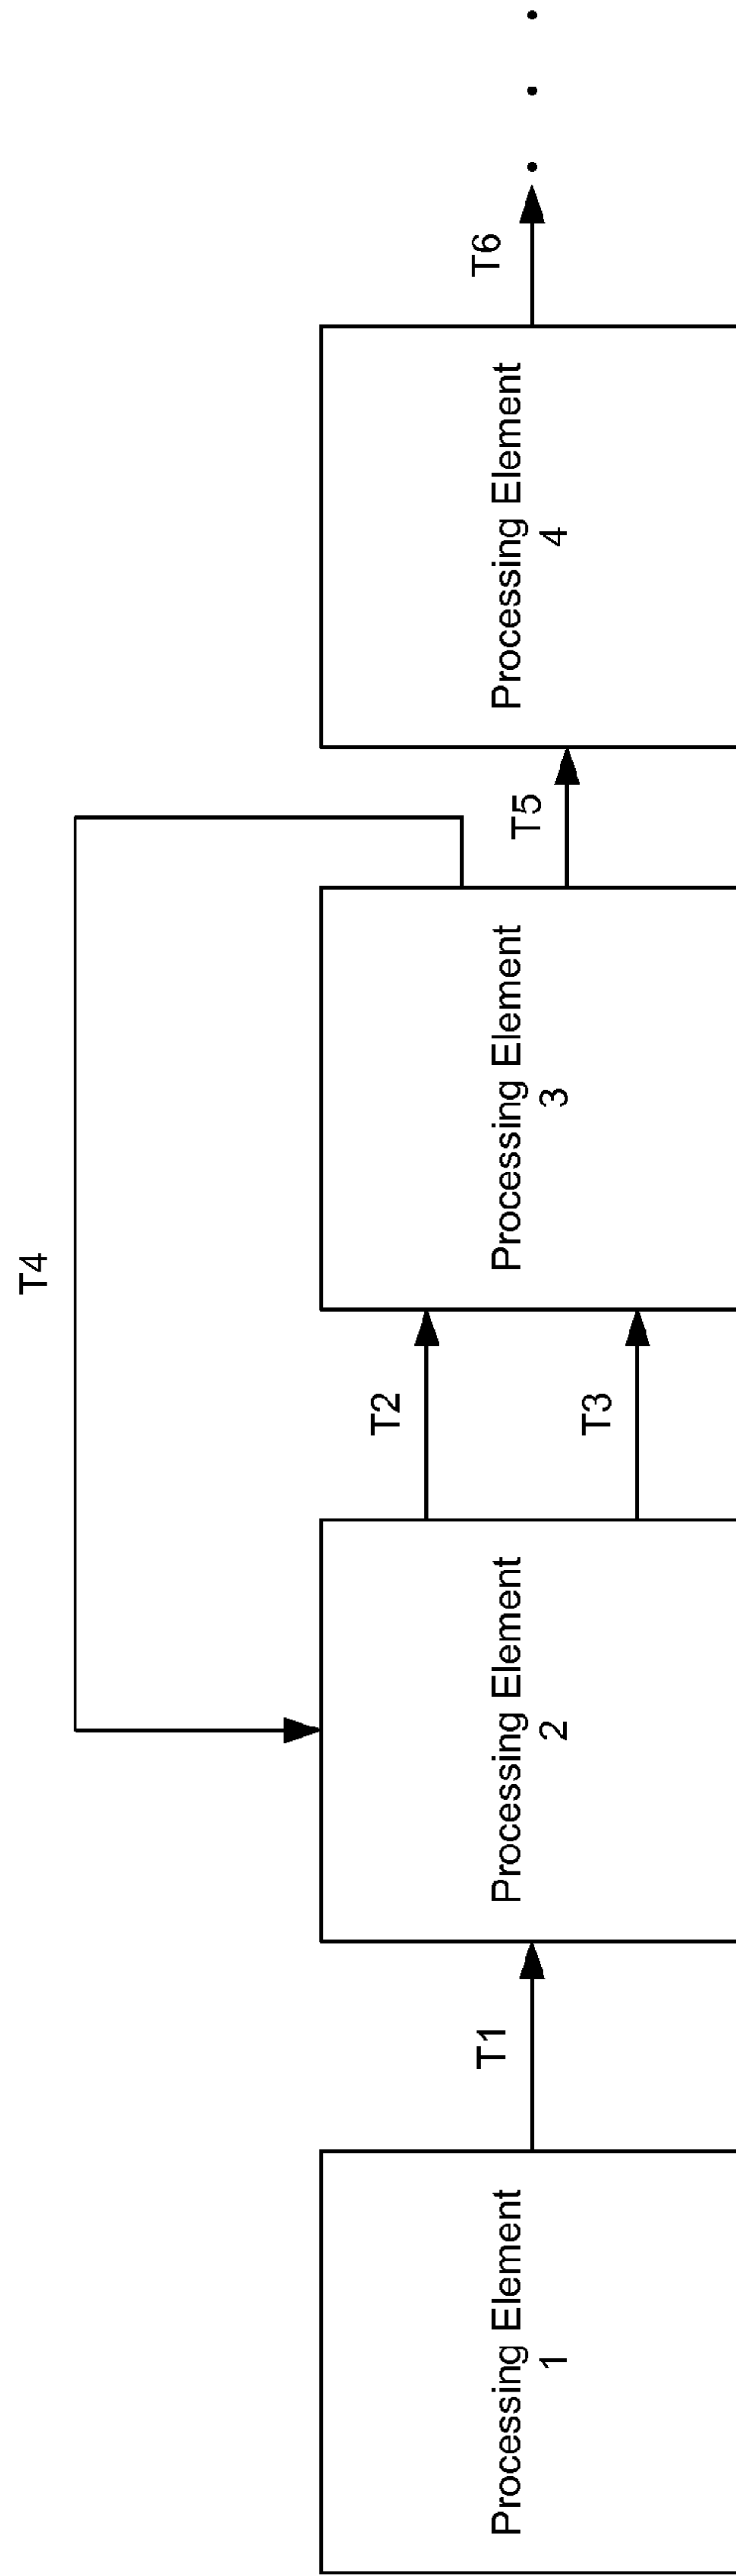 T4
Processing Element
1
T1
Processing Element
2
T2
T3
Processing Element
3
T5
Processing Element
4
T6